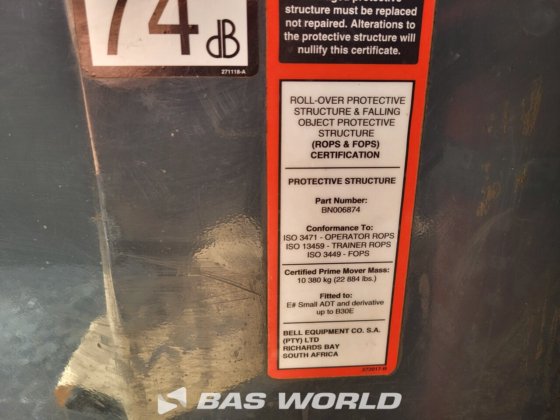 74 dB
271118-A
structure must be replaced
not repaired. Alterations to
the protective structure will
nullify this certificate.
ROLL-OVER PROTECTIVE
STRUCTURE & FALLING
OBJECT PROTECTIVE
STRUCTURE
(ROPS & FOPS)
CERTIFICATION
PROTECTIVE STRUCTURE
Part Number:
BN006874
Conformance To:
ISO 3471 - OPERATOR ROPS
ISO 13459 - TRAINER ROPS
ISO 3449 - FOPS
Certified Prime Mover Mass:
10 380 kg (22 884 lbs.)
Fitted to:
E# Small ADT and derivative
up to B30E
BELL EQUIPMENT CO. S.A.
(PTY) LTD
RICHARDS BAY
SOUTH AFRICA
BAS WORLD